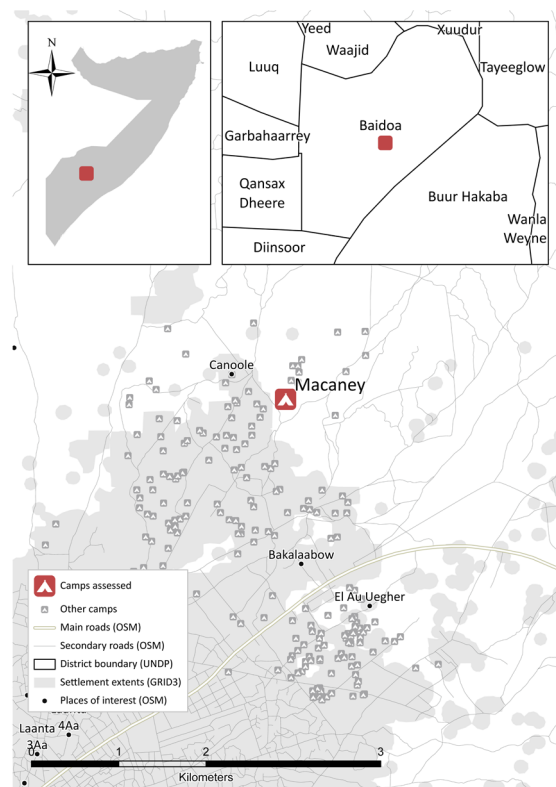 N
Yeed
Xuudur
Waajid
Luuq
Tayeeglow
Baidoa
Garbahaarrey
Qansax
Dheere
Buur Hakaba
Wanla
Weyne
Diinsoor
Canoole
Macaney
Bakalaabow
El Au Uegher
Camps assessed
Other camps
Main roads (OSM)
Secondary roads (OSM)
District boundary (UNDP)
Settlement extents (GRID3)
Places of interest (OSM)
4Aa
Laanta
3Aa
0 1 2 3
Kilometers